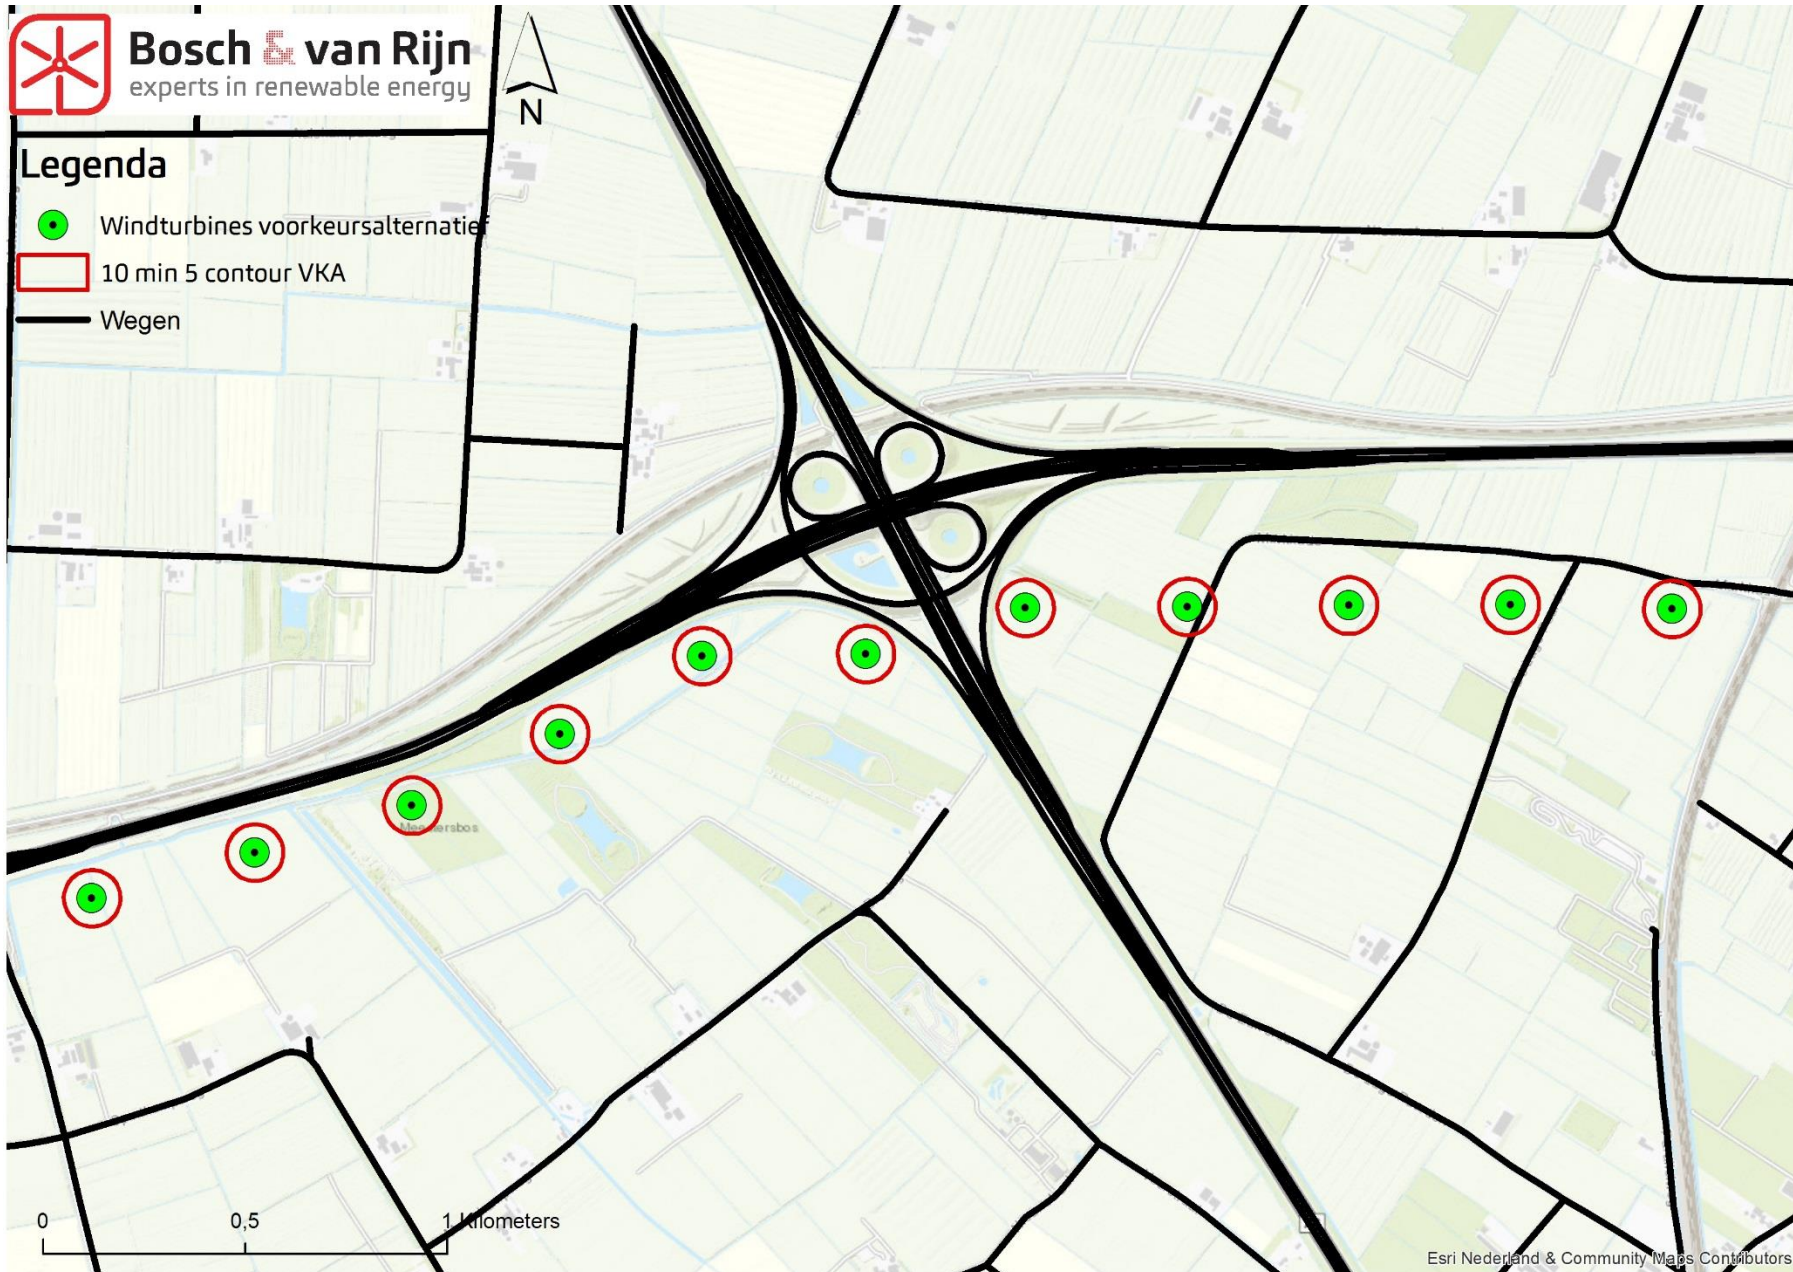 Bosch & van Rijn
experts in renewable energy
N
Legenda
Windturbines voorkeursalternatief
10 min 5 contour VKA
Wegen
0 0,5 1 Kilometers
Esri Nederland & Community Maps Contributors